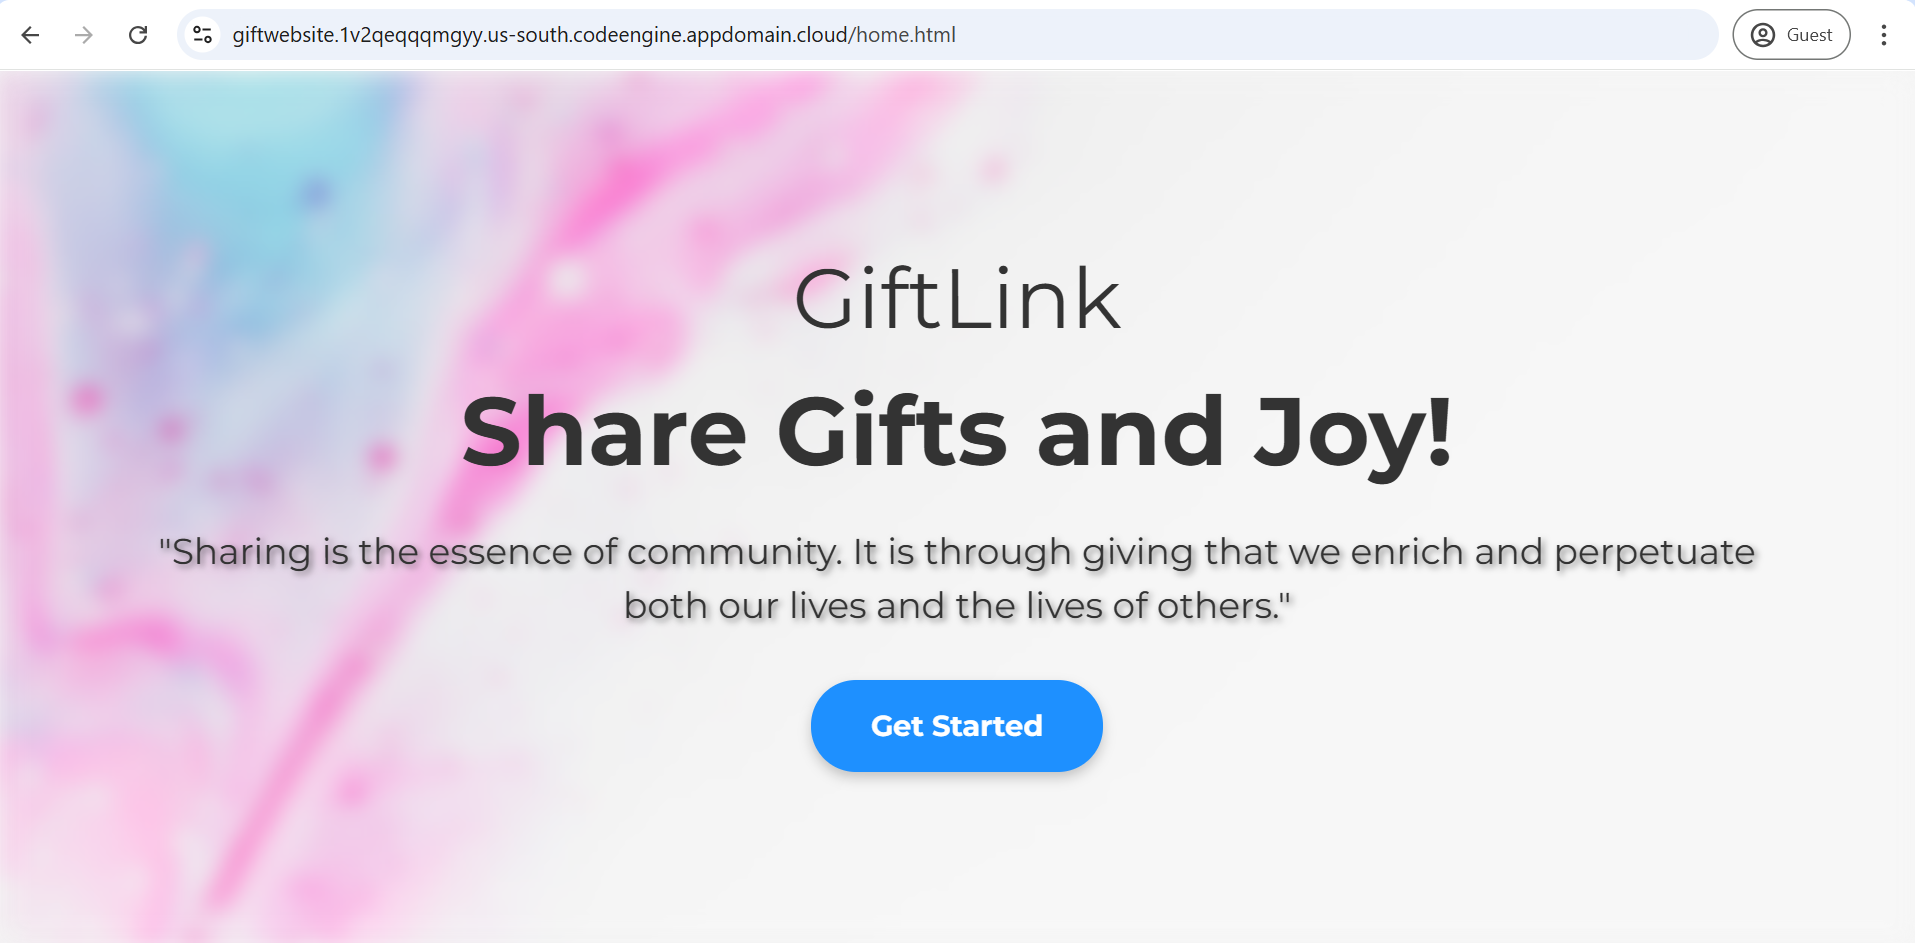 giftwebsite.1v2qeqqqmgyy.us-south.codeengine.appdomain.cloud/home.html
Guest
GiftLink
Share Gifts and Joy!
"Sharing is the essence of community. It is through giving that we enrich and perpetuate
both our lives and the lives of others."
Get Started